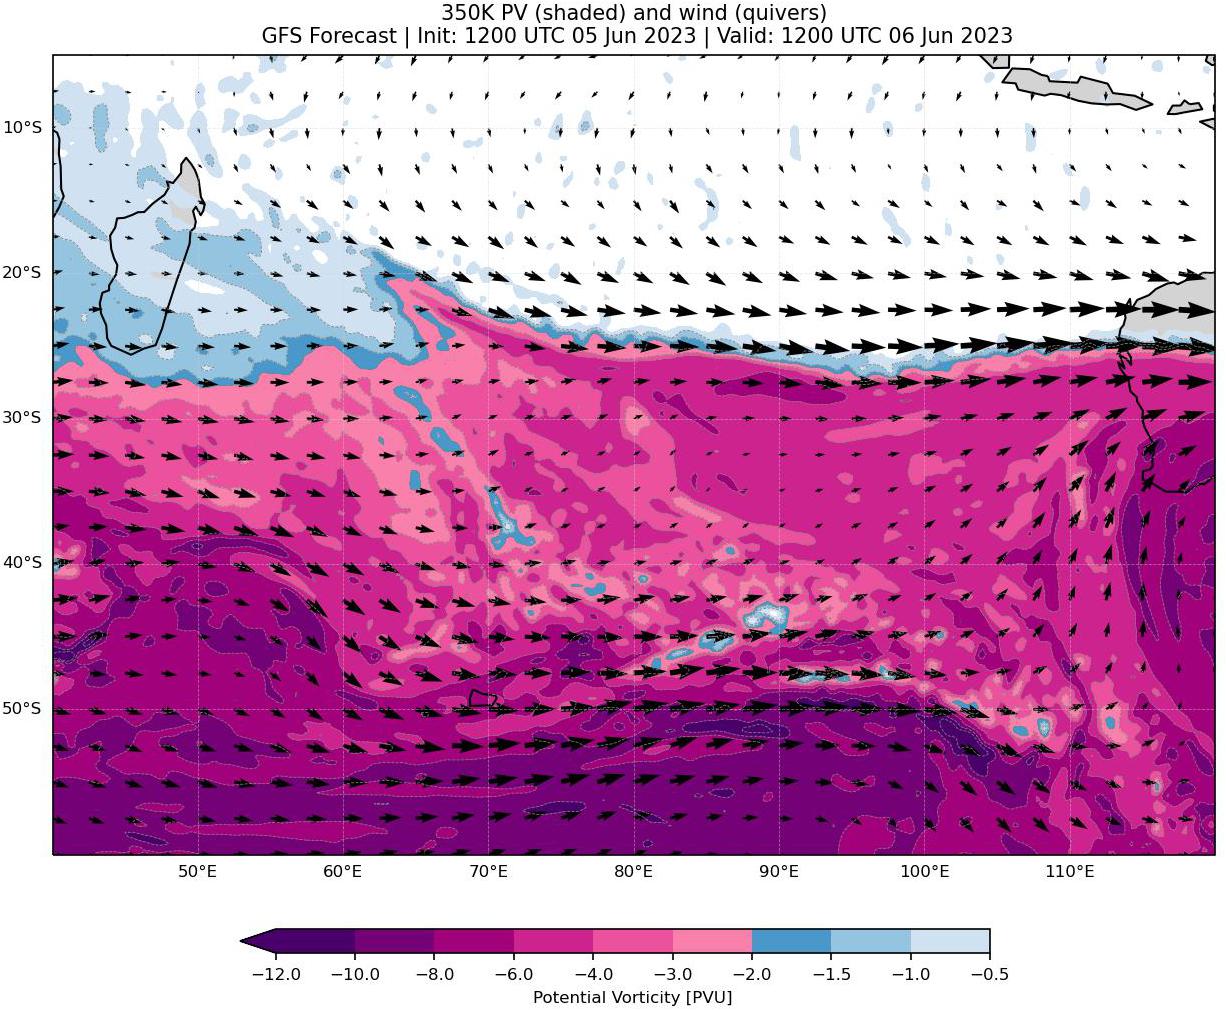 350K PV (shaded) and wind (quivers)
GFS Forecast | Init: 1200 UTC 05 Jun 2023 | Valid: 1200 UTC 06 Jun 2023
10°S
20°S
30°S
40°S
50°S
50°E 60°E 70°E 80°E 90°E 100°E 110°E
−12.0 −10.0 −8.0 −6.0 −4.0 −3.0 −2.0 −1.5 −1.0 −0.5
Potential Vorticity [PVU]